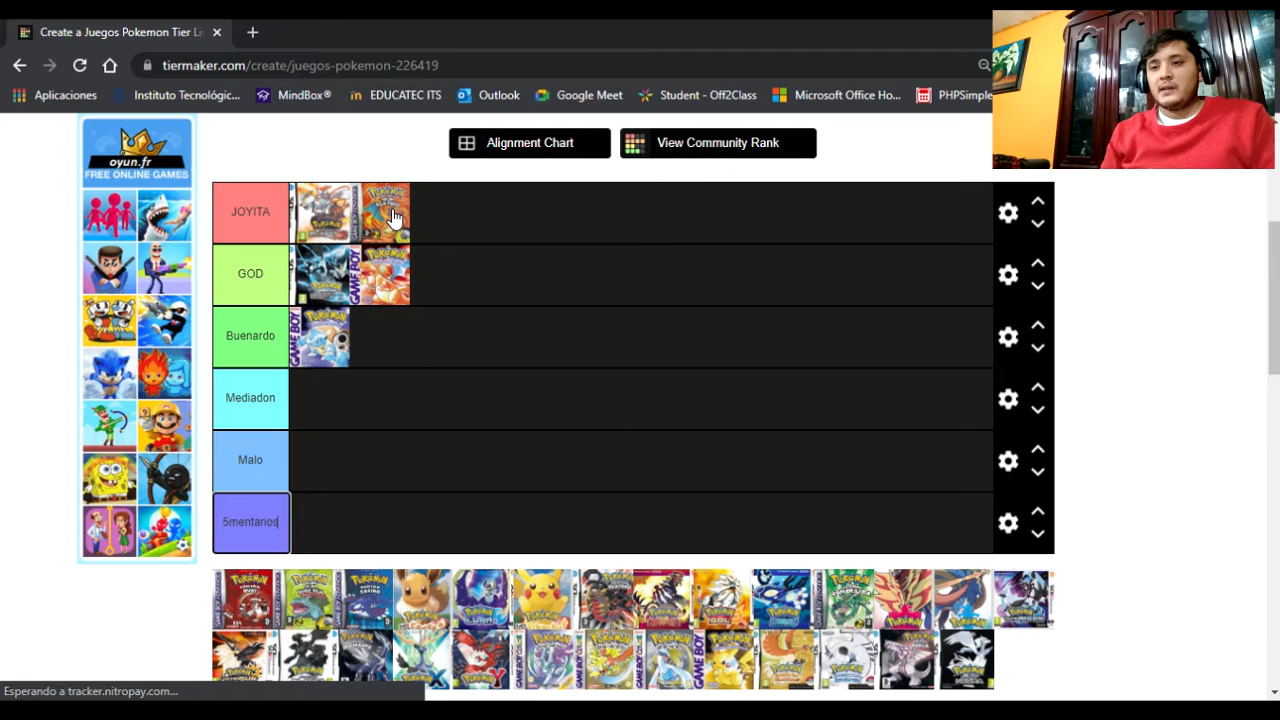 Create a Juegos Pokemon Tier Li
tiermaker.com/create/juegos-pokemon-226419
Aplicaciones Instituto Tecnológic... MindBox® EDUCATEC ITS Outlook Google Meet Student - Off2Class Microsoft Office Ho... PHPSimple
oyun.fr
FREE ONLINE GAMES
Alignment Chart View Community Rank
JOYITA
GOD
Buenardo
Mediadon
Malo
5mentarios
Esperando a tracker.nitropay.com...